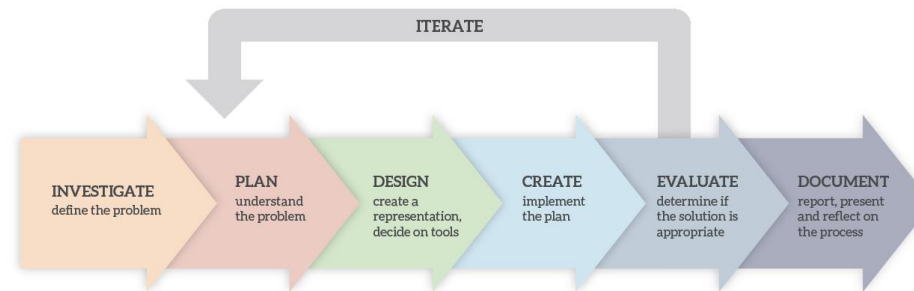 ITERATE
INVESTIGATE
define the problem
PLAN
understand
the problem
DESIGN
create a
representation,
decide on tools
CREATE
implement
the plan
EVALUATE
determine if
the solution is
appropriate
DOCUMENT
report, present
and reflect on
the process